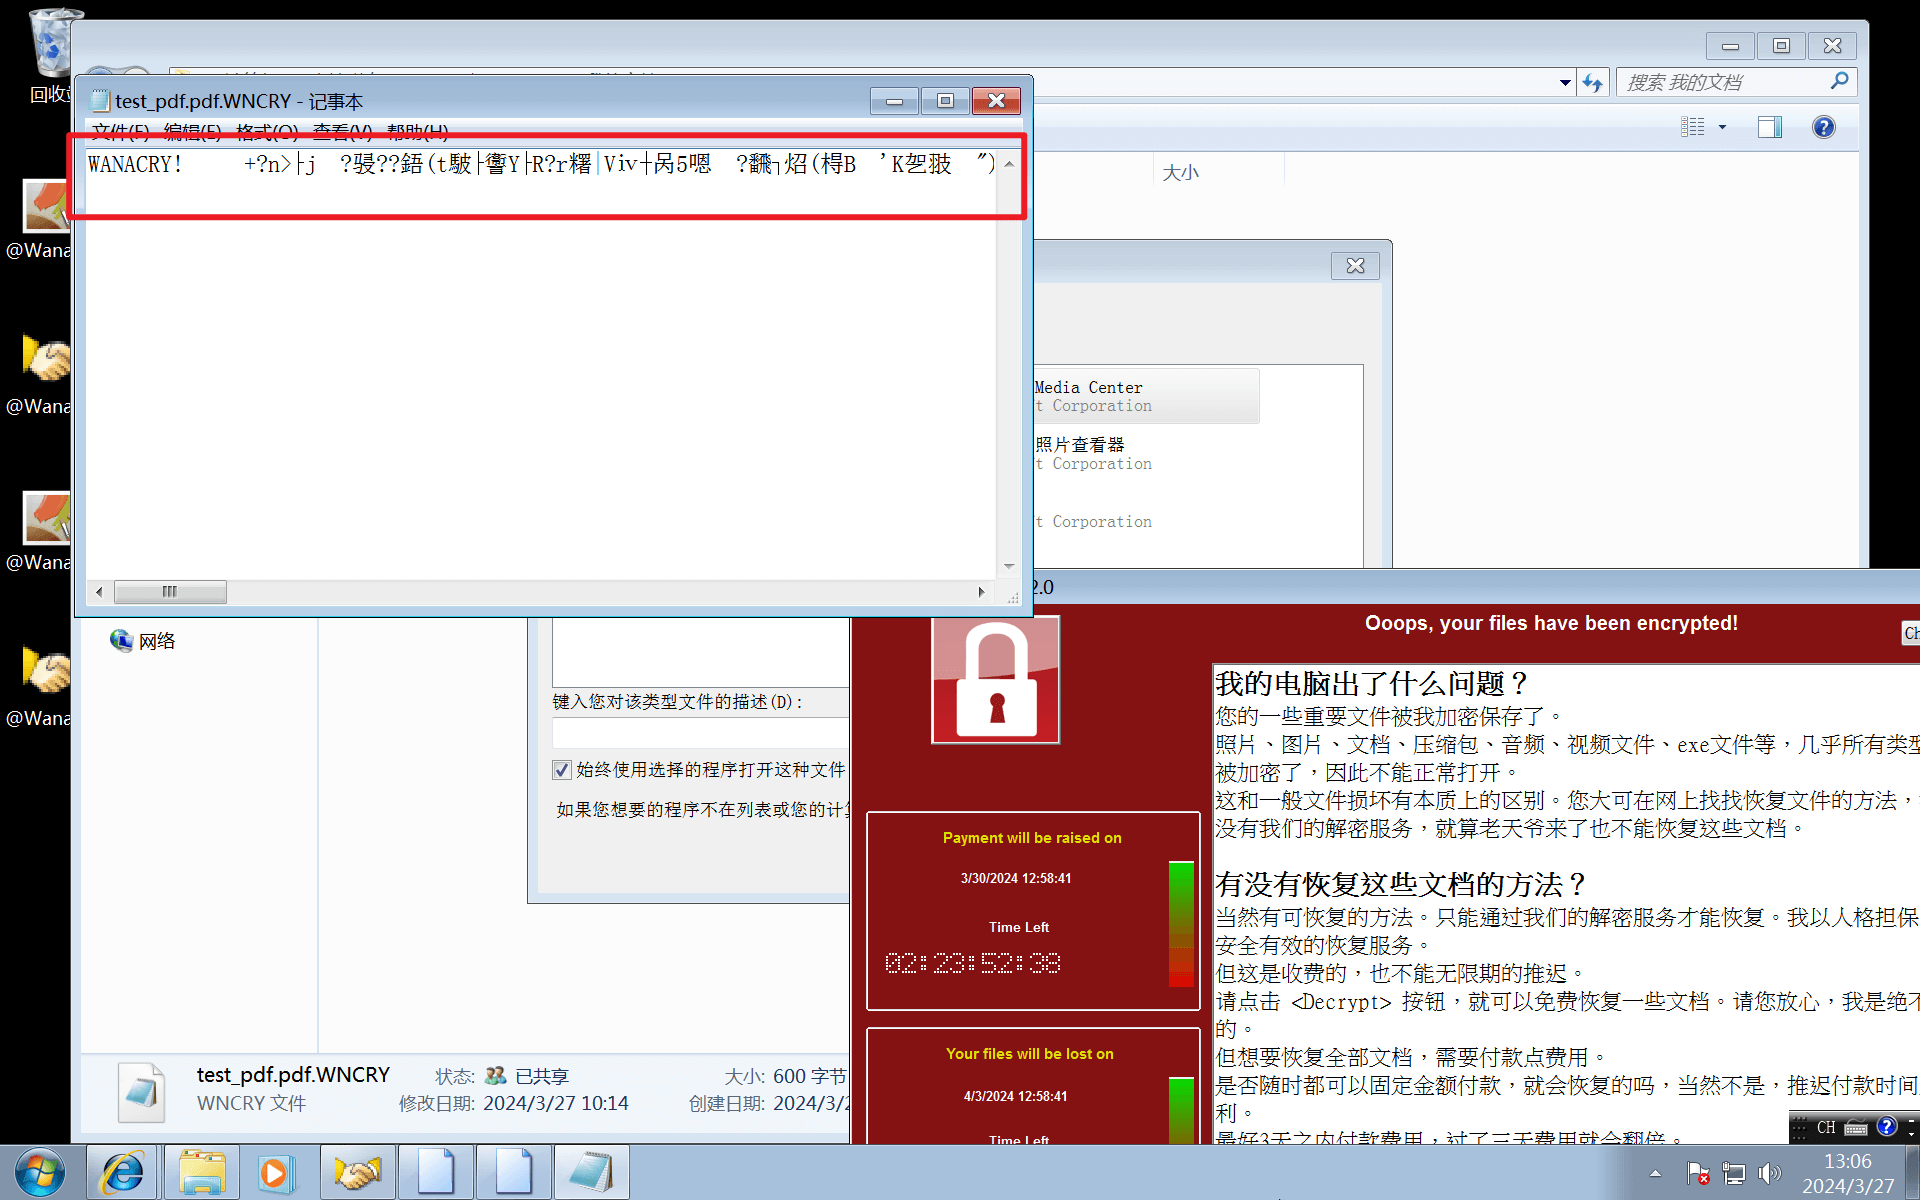 回收
搜索 我的文档
test_pdf.pdf.WNCRY - 记事本
文件(F) 编辑(E) 格式(O) 查看(V) 帮助(H)
WANACRY!
大小
@Wana
Media Center
t Corporation
照片查看器
t Corporation
@Wana
t Corporation
@Wana
2.0
Ooops, your files have been encrypted!
Ch
网络
我的电脑出了什么问题？
键入您对该类型文件的描述(D):
您的一些重要文件被我加密保存了。
@Wana
照片、图片、文档、压缩包、音频、视频文件、exe文件等，几乎所有类型
始终使用选择的程序打开这种文件
被加密了，因此不能正常打开。
如果您想要的程序不在列表或您的计算
这和一般文件损坏有本质上的区别。您大可在网上找找恢复文件的方法，
没有我们的解密服务，就算老天爷来了也不能恢复这些文档。
Payment will be raised on
3/30/2024 12:58:41
Time Left
02:23:52:38
有没有恢复这些文档的方法？
当然有可恢复的方法。只能通过我们的解密服务才能恢复。我以人格担保
安全有效的恢复服务。
但这是收费的，也不能无限期的推迟。
请点击 <Decrypt> 按钮，就可以免费恢复一些文档。请您放心，我是绝不
的。
但想要恢复全部文档，需要付款点费用。
是否随时都可以固定金额付款，就会恢复的吗，当然不是，推迟付款时间
利。
最好3天之内付款费用，过了三天费用就会翻倍。
Your files will be lost on
4/3/2024 12:58:41
Time Left
test_pdf.pdf.WNCRY
状态: 已共享
大小: 600 字节
WNCRY 文件
修改日期: 2024/3/27 10:14
创建日期: 2024/3/2
CH
13:06
2024/3/27